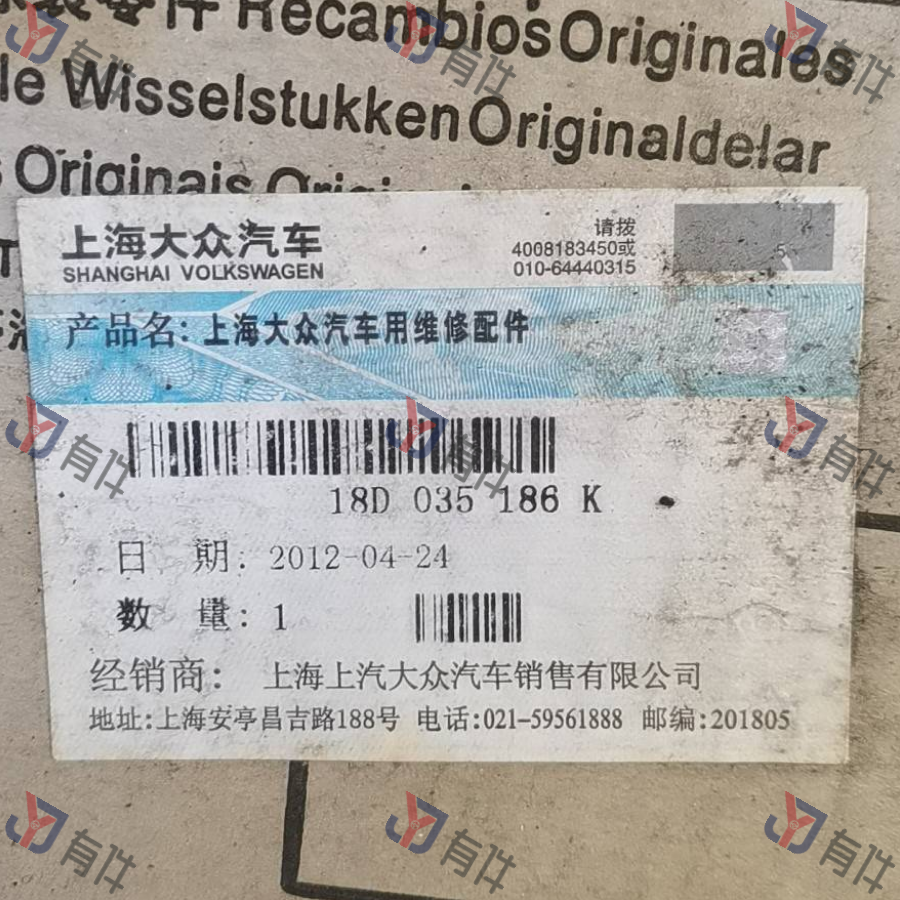 零件 Recambios Originales
le Wisselstukken Originaldelar
s Originais
上海大众汽车
SHANGHAI VOLKSWAGEN
请拨
4008183450或
010-64440315
产品名: 上海大众汽车用维修配件
18D 035 186 K
日 期: 2012-04-24
数 量: 1
经销商: 上海上汽大众汽车销售有限公司
地址:上海安亭昌吉路188号 电话:021-59561888 邮编:201805
有件